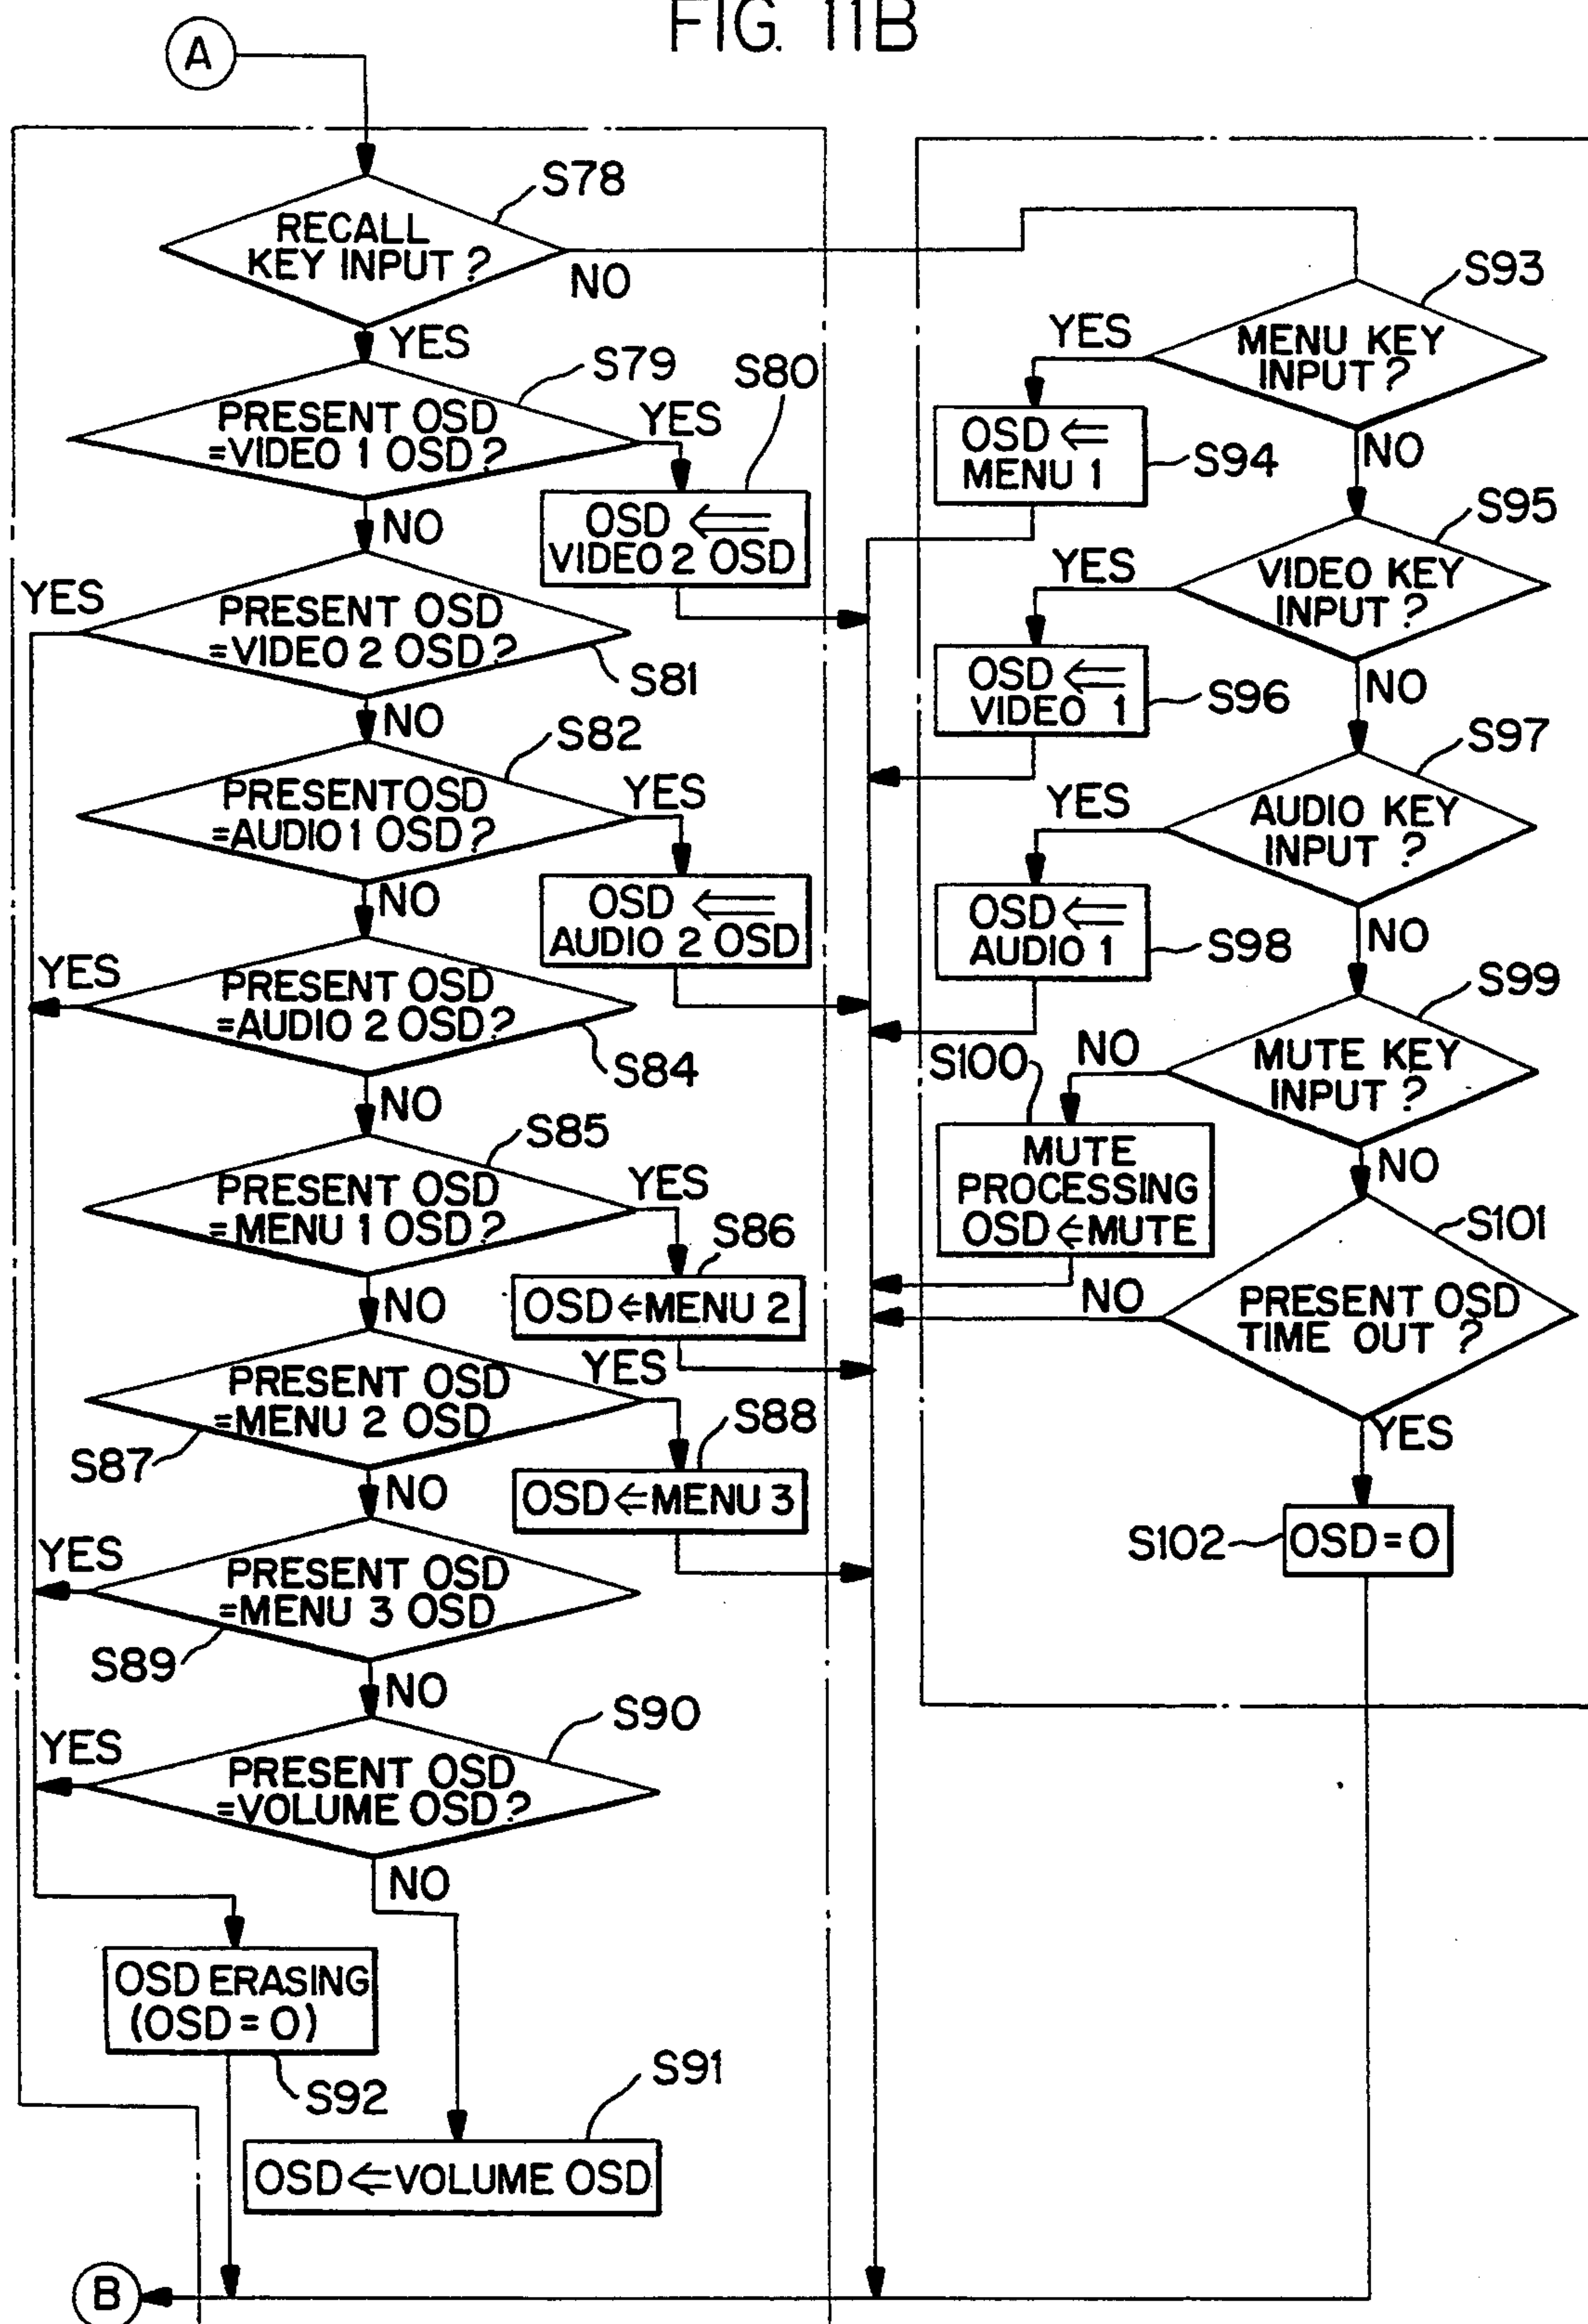 FIG. 11B
A
S78
RECALL
KEY INPUT ?
NO
YES
S79
PRESENT OSD
=VIDEO 1 OSD ?
YES
S80
OSD ⇐
VIDEO 2 OSD
NO
YES
PRESENT OSD
=VIDEO 2 OSD ?
S81
NO
S82
PRESENTOSD
=AUDIO 1 OSD ?
YES
OSD ⇐
AUDIO 2 OSD
NO
YES
PRESENT OSD
=AUDIO 2 OSD ?
S84
NO
S85
PRESENT OSD
=MENU 1 OSD ?
YES
S86
OSD⇐MENU 2
NO
PRESENT OSD
=MENU 2 OSD
YES
S87
S88
OSD⇐MENU 3
NO
YES
PRESENT OSD
=MENU 3 OSD
S89
NO
S90
YES
PRESENT OSD
=VOLUME OSD ?
NO
OSD ERASING
(OSD = 0)
S92
S91
OSD⇐VOLUME OSD
B
S93
MENU KEY
INPUT ?
YES
OSD ⇐
MENU 1
S94
NO
S95
VIDEO KEY
INPUT ?
YES
OSD ⇐
VIDEO 1
S96
NO
S97
AUDIO KEY
INPUT ?
YES
OSD ⇐
AUDIO 1
S98
NO
S99
MUTE KEY
INPUT ?
NO
S100
MUTE
PROCESSING
OSD ⇐MUTE
NO
S101
PRESENT OSD
TIME OUT ?
NO
YES
S102
OSD = 0